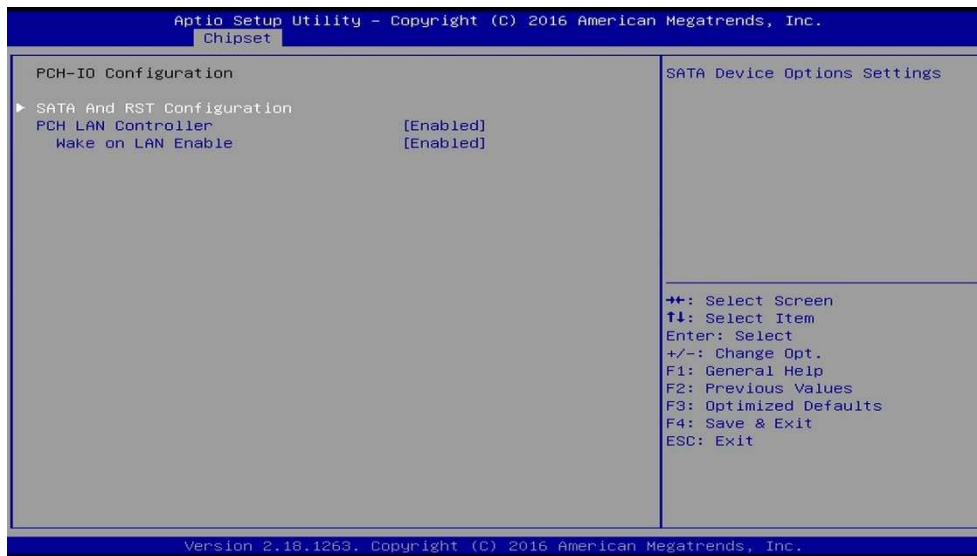 Aptio Setup Utility – Copyright (C) 2016 American Megatrends, Inc.
Chipset
PCH-IO Configuration
► SATA And RST Configuration
PCH LAN Controller [Enabled]
Wake on LAN Enable [Enabled]
SATA Device Options Settings
→←: Select Screen
↑↓: Select Item
Enter: Select
+/-: Change Opt.
F1: General Help
F2: Previous Values
F3: Optimized Defaults
F4: Save & Exit
ESC: Exit
Version 2.18.1263. Copyright (C) 2016 American Megatrends, Inc.